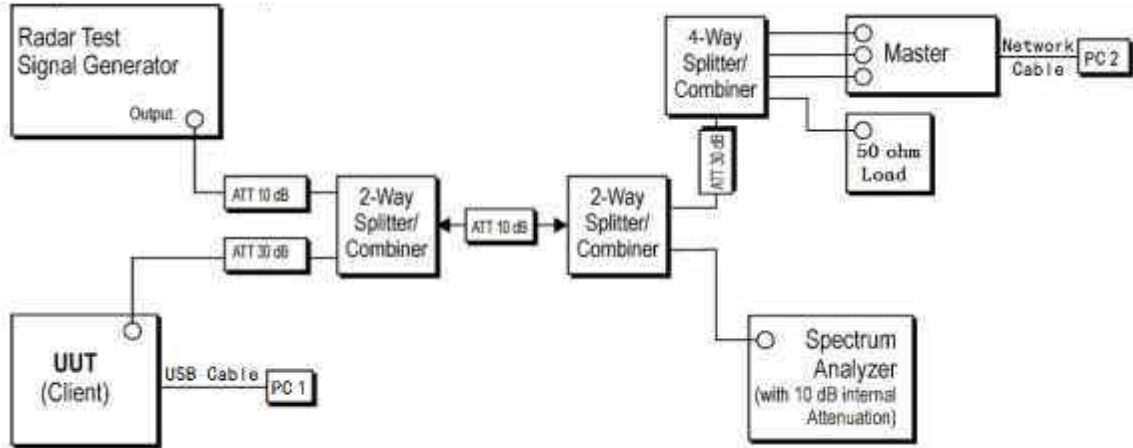 Radar Test
Signal Generator
Output
ATT 10 dB
ATT 30 dB
2-Way
Splitter/
Combiner
ATT 10 dB
2-Way
Splitter/
Combiner
ATT 30 dB
4-Way
Splitter/
Combiner
Master
Network
Cable
PC 2
50 ohm
Load
UUT
(Client)
USB Cable
PC 1
Spectrum
Analyzer
(with 10 dB internal
Attenuation)